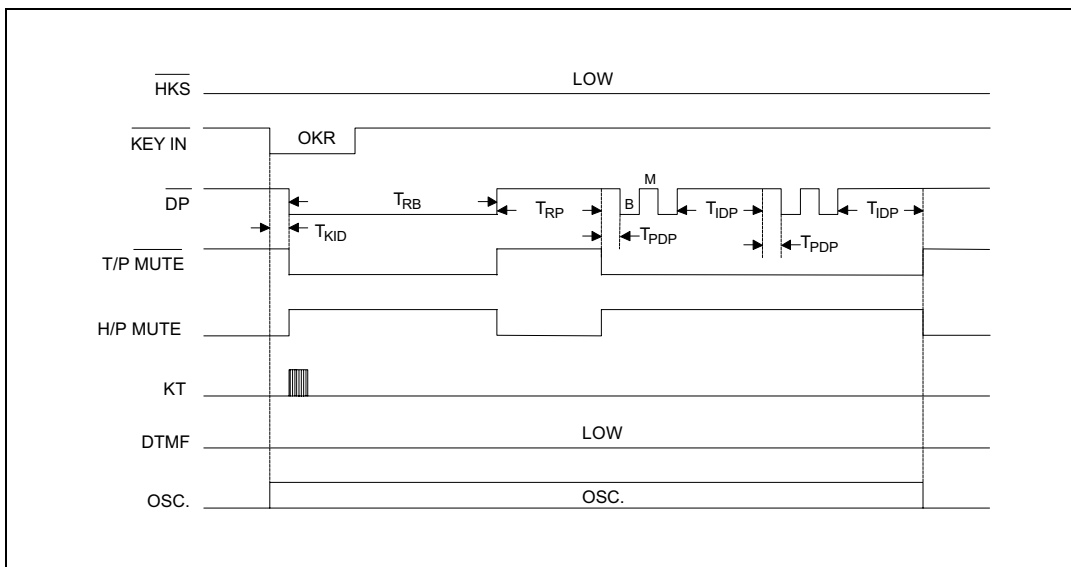 HKS LOW
KEY IN OKR
DP TRB TRP B M TIDP TIDP
TKID TPDP TPDP
T/P MUTE
H/P MUTE
KT
DTMF LOW
OSC. OSC.